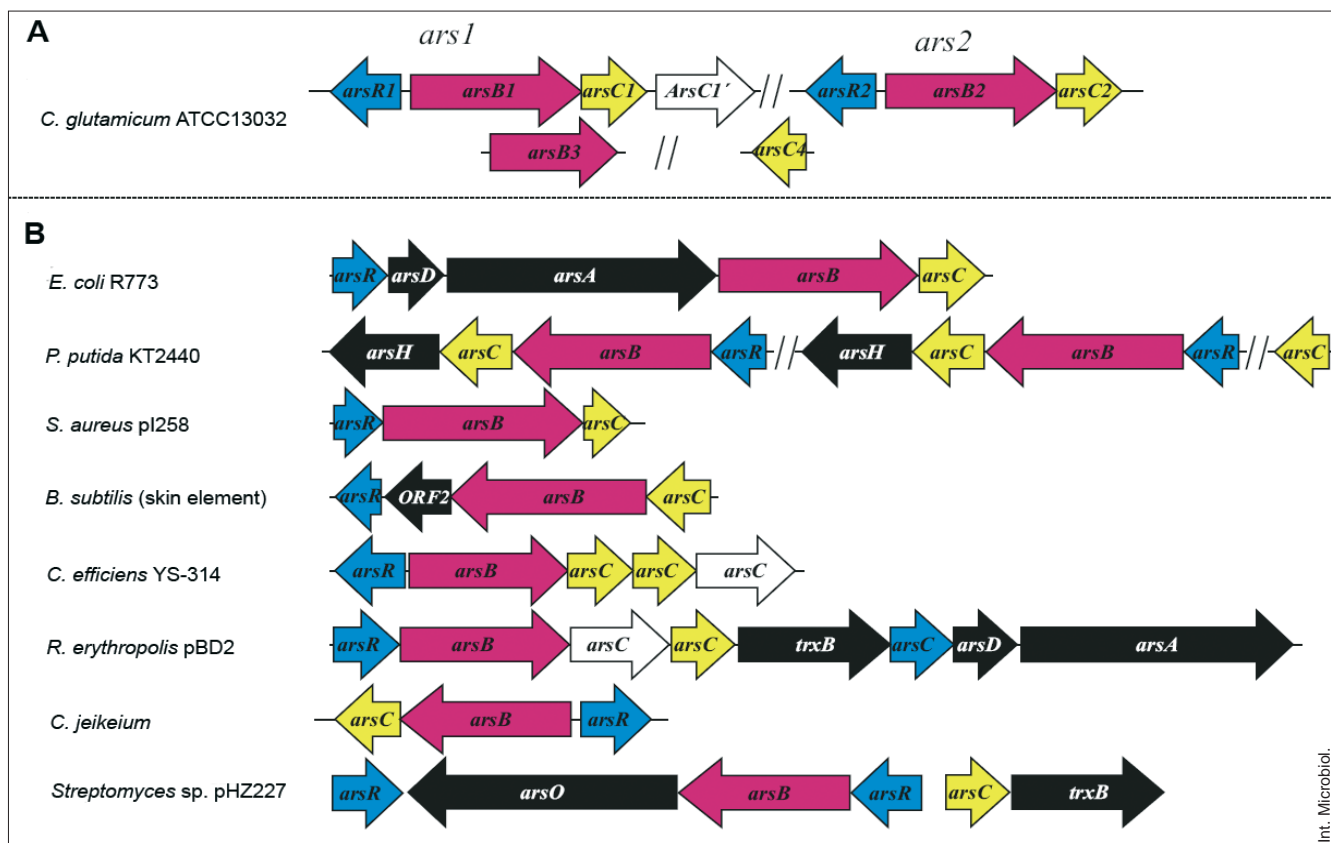 A
ars1
ars2
C. glutamicum ATCC13032
arsR1 arsB1 arsC1 ArsC1´ // arsR2 arsB2 arsC2
arsB3 // arsC4
B
E. coli R773
arsR arsD arsA arsB arsC
P. putida KT2440
arsH arsC arsB arsR // arsH arsC arsB arsR // arsC
S. aureus pI258
arsR arsB arsC
B. subtilis (skin element)
arsR ORF2 arsB arsC
C. efficiens YS-314
arsR arsB arsC arsC arsC
R. erythropolis pBD2
arsR arsB arsC arsC trxB arsC arsD arsA
C. jeikeium
arsC arsB arsR
Streptomyces sp. pHZ227
arsR arsO arsB arsR arsC trxB
Int. Microbiol.